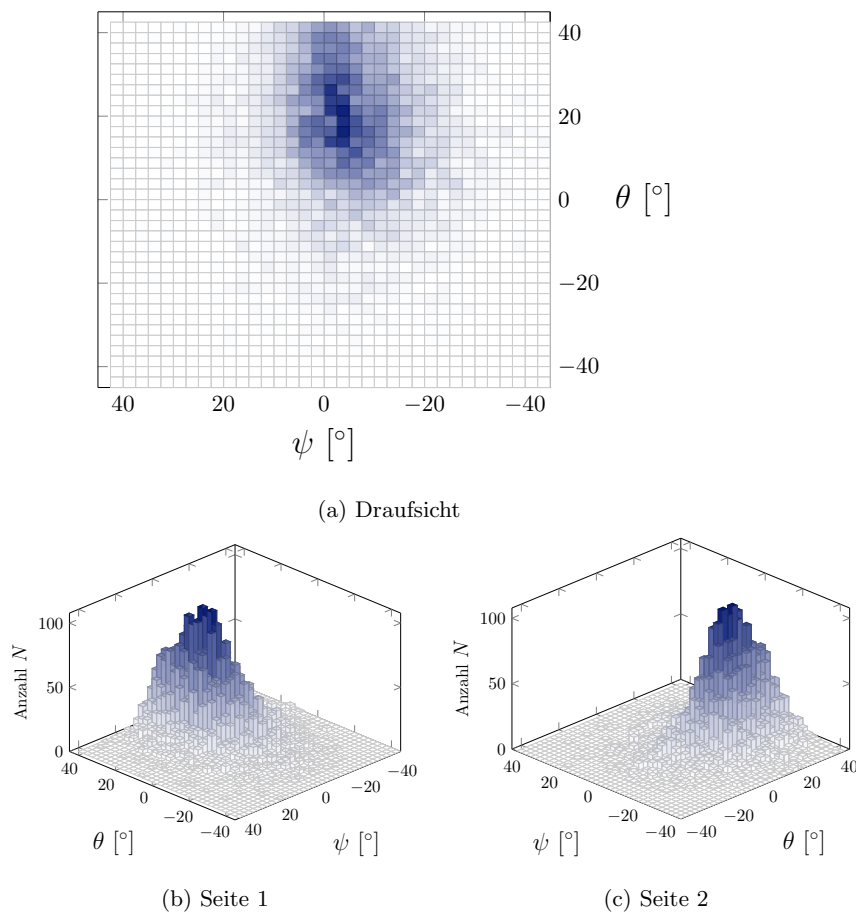 40
20
0
θ [°]
−20
−40
40 20 0 −20 −40
ψ [°]
(a) Draufsicht
100
50
0
Anzahl N
40 20 0 −20 −40
θ [°]
40 20 0 −20 −40
ψ [°]
100
50
0
Anzahl N
40 20 0 −20 −40
ψ [°]
−40 −20 0 20 40
θ [°]
(b) Seite 1
(c) Seite 2